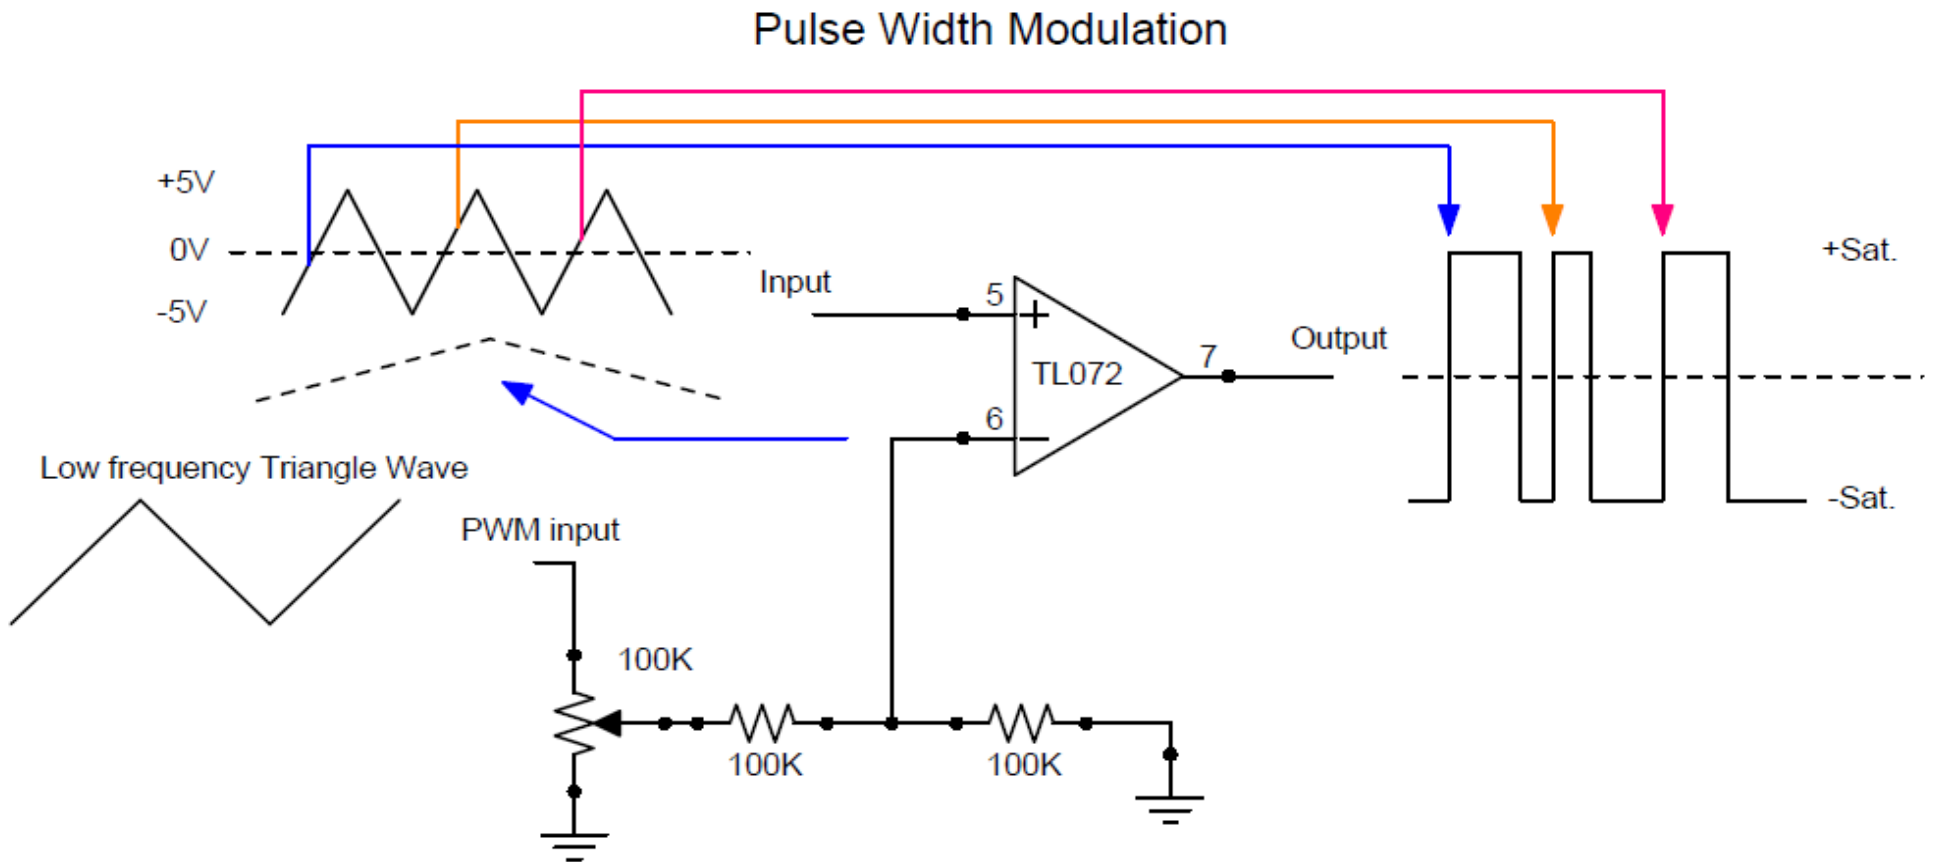 Pulse Width Modulation
+5V
0V
-5V
Input
5
+
TL072
6
−
7
Output
+Sat.
-Sat.
Low frequency Triangle Wave
PWM input
100K
100K
100K